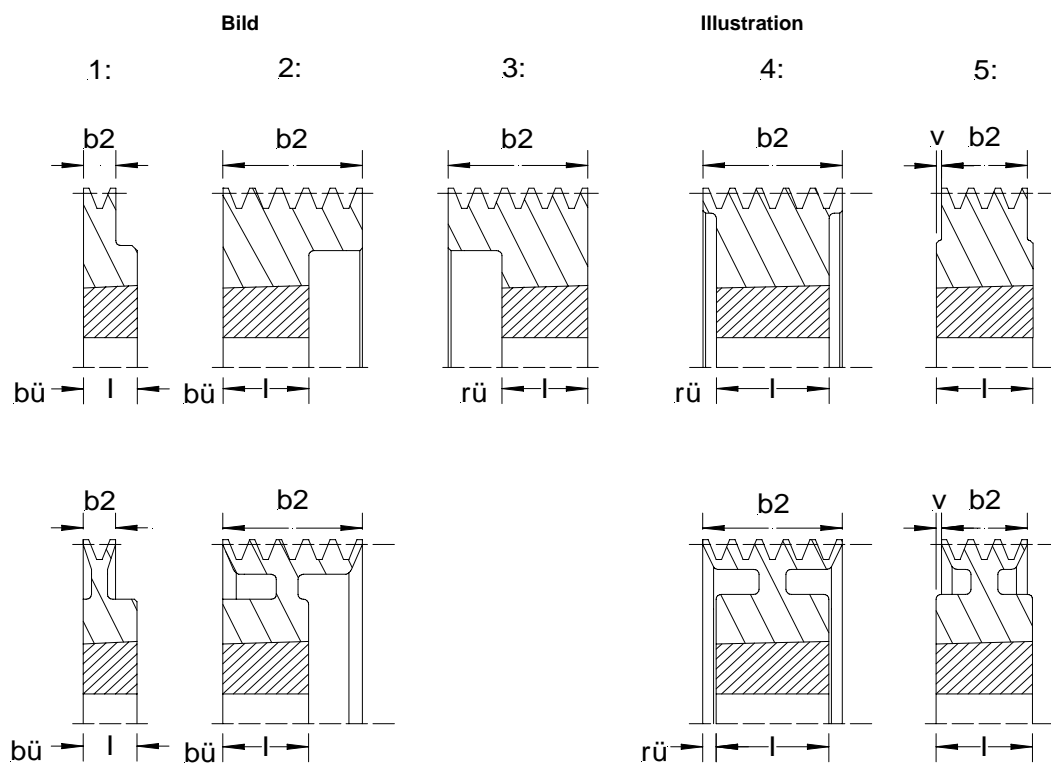 Bild Illustration
1: 2: 3: 4: 5:
b2 b2 b2 b2 v b2
bü l bü l rü l rü l l
b2 b2 b2 v b2
bü l bü l rü l l